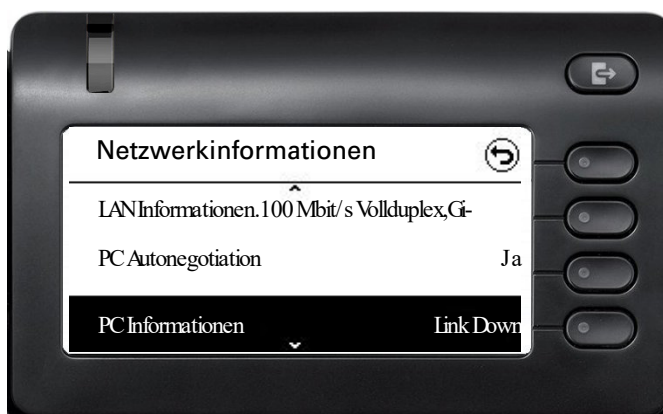 Netzwerkinformationen
LAN Informationen.100 Mbit/s Vollduplex,Gi-
PC Autonegotiation Ja
PC Informationen Link Down